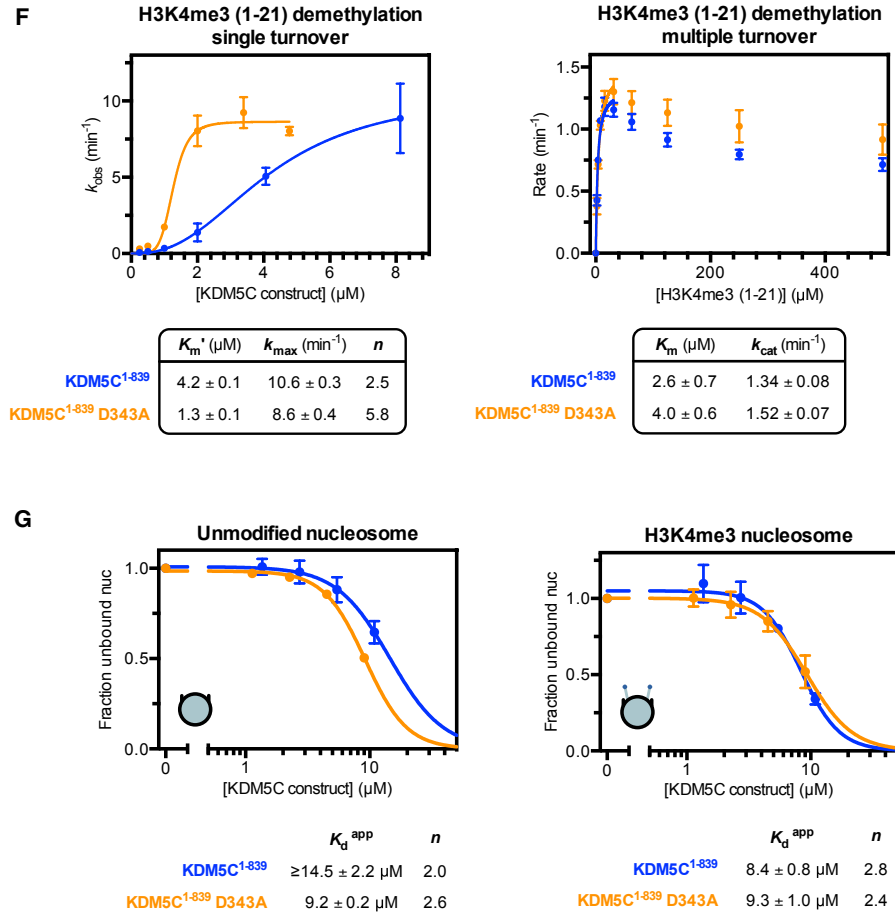 F
H3K4me3 (1-21) demethylation
single turnover
10
5
0
0 2 4 6 8
k_obs (min⁻¹)
[KDM5C construct] (µM)
K_m' (µM) k_max (min⁻¹) n
KDM5C¹⁻⁸³⁹ 4.2 ± 0.1 10.6 ± 0.3 2.5
KDM5C¹⁻⁸³⁹ D343A 1.3 ± 0.1 8.6 ± 0.4 5.8
H3K4me3 (1-21) demethylation
multiple turnover
1.5
1.0
0.5
0.0
0 200 400
Rate (min⁻¹)
[H3K4me3 (1-21)] (µM)
K_m (µM) k_cat (min⁻¹)
KDM5C¹⁻⁸³⁹ 2.6 ± 0.7 1.34 ± 0.08
KDM5C¹⁻⁸³⁹ D343A 4.0 ± 0.6 1.52 ± 0.07
G
Unmodified nucleosome
1.0
0.5
0.0
0 1 10
Fraction unbound nuc
[KDM5C construct] (µM)
K_d^app n
KDM5C¹⁻⁸³⁹ ≥14.5 ± 2.2 µM 2.0
KDM5C¹⁻⁸³⁹ D343A 9.2 ± 0.2 µM 2.6
H3K4me3 nucleosome
1.0
0.5
0.0
0 1 10
Fraction unbound nuc
[KDM5C construct] (µM)
K_d^app n
KDM5C¹⁻⁸³⁹ 8.4 ± 0.8 µM 2.8
KDM5C¹⁻⁸³⁹ D343A 9.3 ± 1.0 µM 2.4